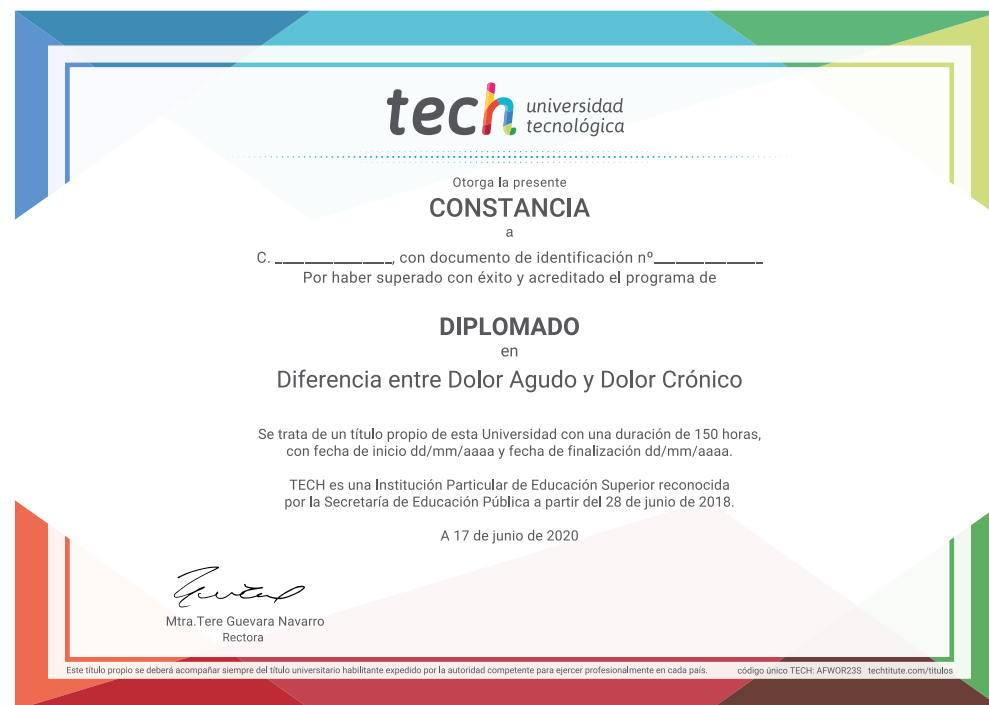 tech universidad
tecnológica
Otorga la presente
CONSTANCIA
a
C. ______________, con documento de identificación nº_____________
Por haber superado con éxito y acreditado el programa de
DIPLOMADO
en
Diferencia entre Dolor Agudo y Dolor Crónico
Se trata de un título propio de esta Universidad con una duración de 150 horas,
con fecha de inicio dd/mm/aaaa y fecha de finalización dd/mm/aaaa.
TECH es una Institución Particular de Educación Superior reconocida
por la Secretaría de Educación Pública a partir del 28 de junio de 2018.
A 17 de junio de 2020
Mtra.Tere Guevara Navarro
Rectora
Este título propio se deberá acompañar siempre del título universitario habilitante expedido por la autoridad competente para ejercer profesionalmente en cada país. código único TECH: AFWOR23S techtitute.com/titulos